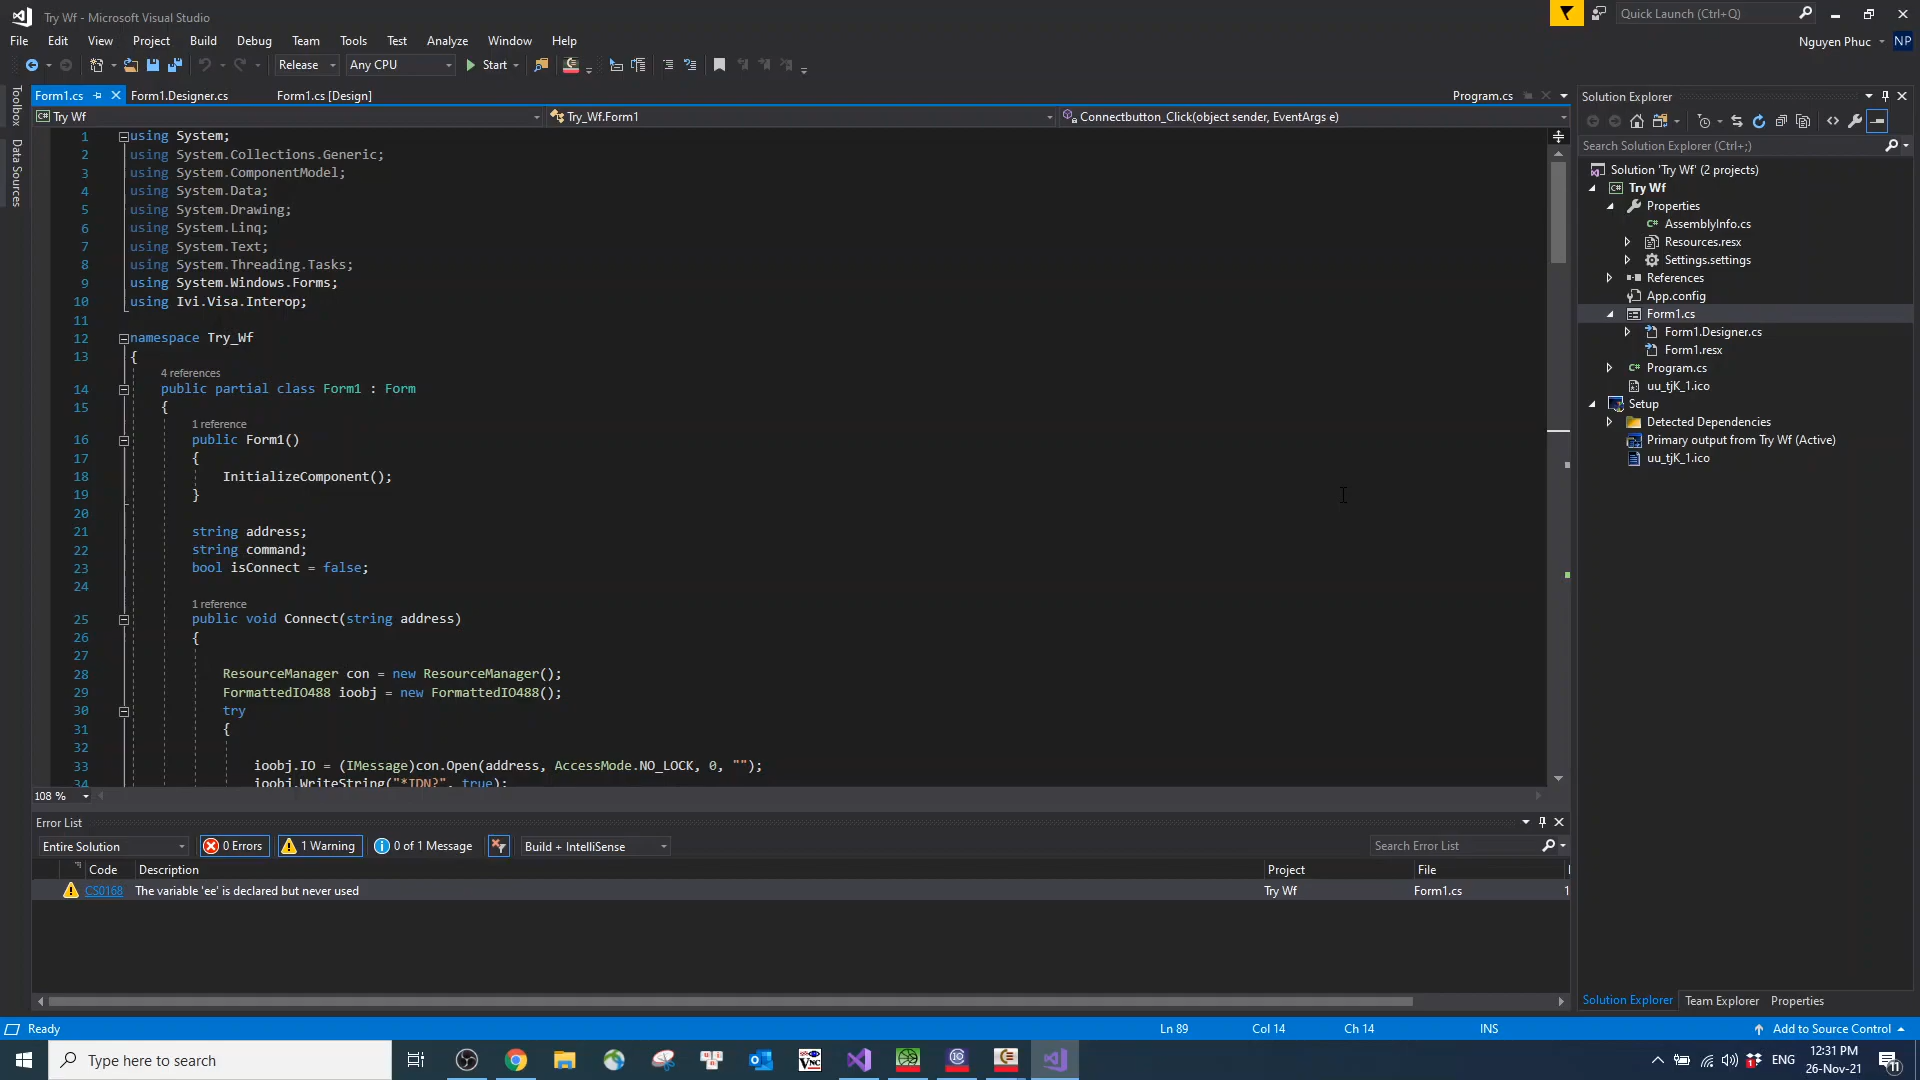 Try Wf - Microsoft Visual Studio
Quick Launch (Ctrl+Q)
File Edit View Project Build Debug Team Tools Test Analyze Window Help
Nguyen Phuc NP
Release Any CPU Start
Toolbox
Data Sources
Form1.cs Form1.Designer.cs Form1.cs [Design] Program.cs
Try Wf Try_Wf.Form1 Connectbutton_Click(object sender, EventArgs e)
1 using System;
2 using System.Collections.Generic;
3 using System.ComponentModel;
4 using System.Data;
5 using System.Drawing;
6 using System.Linq;
7 using System.Text;
8 using System.Threading.Tasks;
9 using System.Windows.Forms;
10 using Ivi.Visa.Interop;
11
12 namespace Try_Wf
13 {
4 references
14 public partial class Form1 : Form
15 {
1 reference
16 public Form1()
17 {
18 InitializeComponent();
19 }
20
21 string address;
22 string command;
23 bool isConnect = false;
24
1 reference
25 public void Connect(string address)
26 {
27
28 ResourceManager con = new ResourceManager();
29 FormattedIO488 ioobj = new FormattedIO488();
30 try
31 {
32
33 ioobj.IO = (IMessage)con.Open(address, AccessMode.NO_LOCK, 0, "");
34 ioobj.WriteString("*IDN?", true);
108 %
Solution Explorer
Search Solution Explorer (Ctrl+;)
Solution 'Try Wf' (2 projects)
Try Wf
Properties
AssemblyInfo.cs
Resources.resx
Settings.settings
References
App.config
Form1.cs
Form1.Designer.cs
Form1.resx
Program.cs
uu_tjK_1.ico
Setup
Detected Dependencies
Primary output from Try Wf (Active)
uu_tjK_1.ico
Solution Explorer Team Explorer Properties
Error List
Entire Solution 0 Errors 1 Warning 0 of 1 Message Build + IntelliSense Search Error List
Code Description Project File
CS0168 The variable 'ee' is declared but never used Try Wf Form1.cs 1
Ready Ln 89 Col 14 Ch 14 INS Add to Source Control
Type here to search
ENG
12:31 PM
26-Nov-21
11